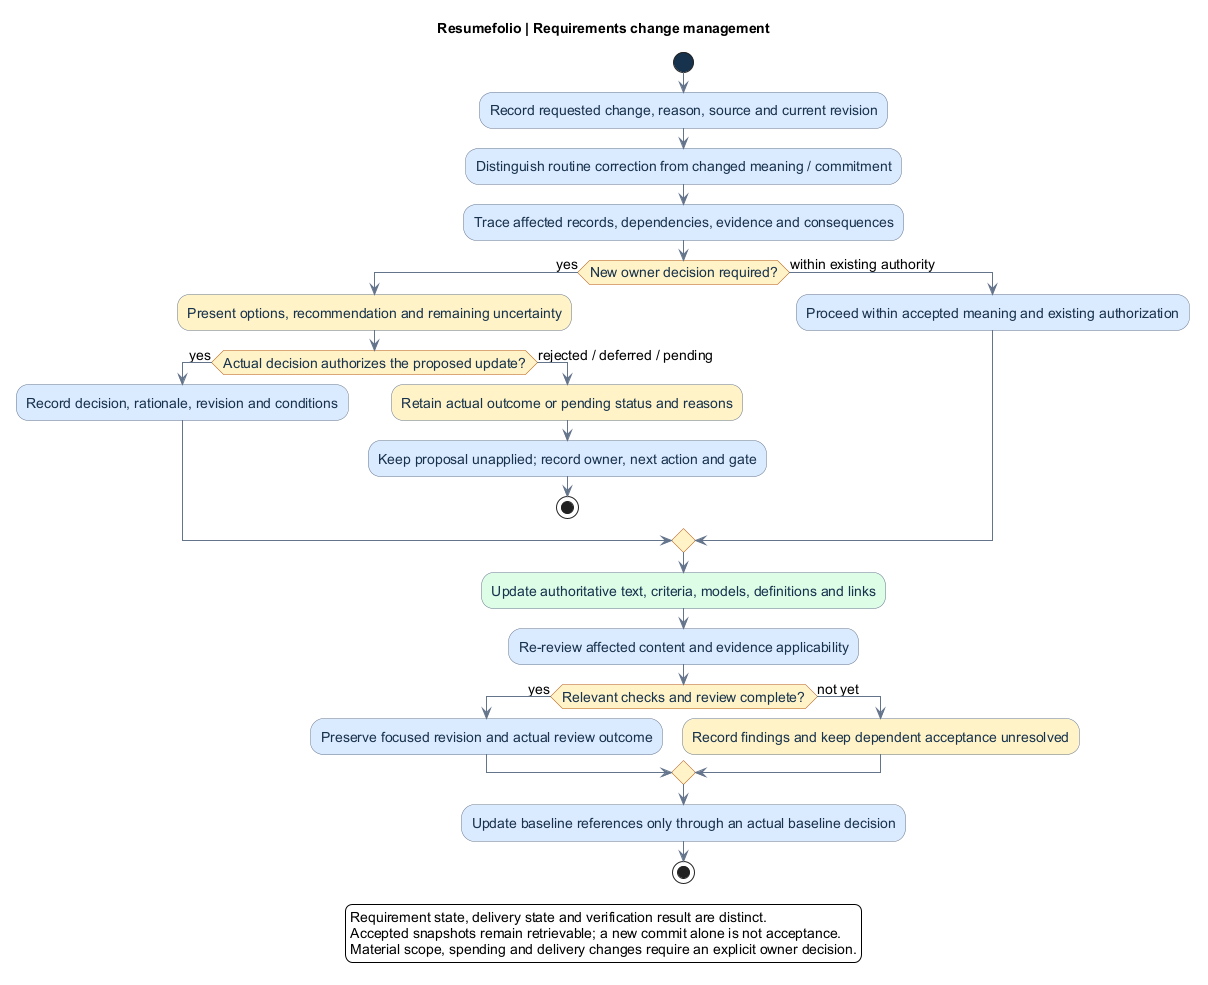 Resumefolio | Requirements change management
Record requested change, reason, source and current revision
Distinguish routine correction from changed meaning / commitment
Trace affected records, dependencies, evidence and consequences
New owner decision required?
yes
within existing authority
Present options, recommendation and remaining uncertainty
Proceed within accepted meaning and existing authorization
Actual decision authorizes the proposed update?
yes
rejected / deferred / pending
Record decision, rationale, revision and conditions
Retain actual outcome or pending status and reasons
Keep proposal unapplied; record owner, next action and gate
Update authoritative text, criteria, models, definitions and links
Re-review affected content and evidence applicability
Relevant checks and review complete?
yes
not yet
Preserve focused revision and actual review outcome
Record findings and keep dependent acceptance unresolved
Update baseline references only through an actual baseline decision
Requirement state, delivery state and verification result are distinct.
Accepted snapshots remain retrievable; a new commit alone is not acceptance.
Material scope, spending and delivery changes require an explicit owner decision.